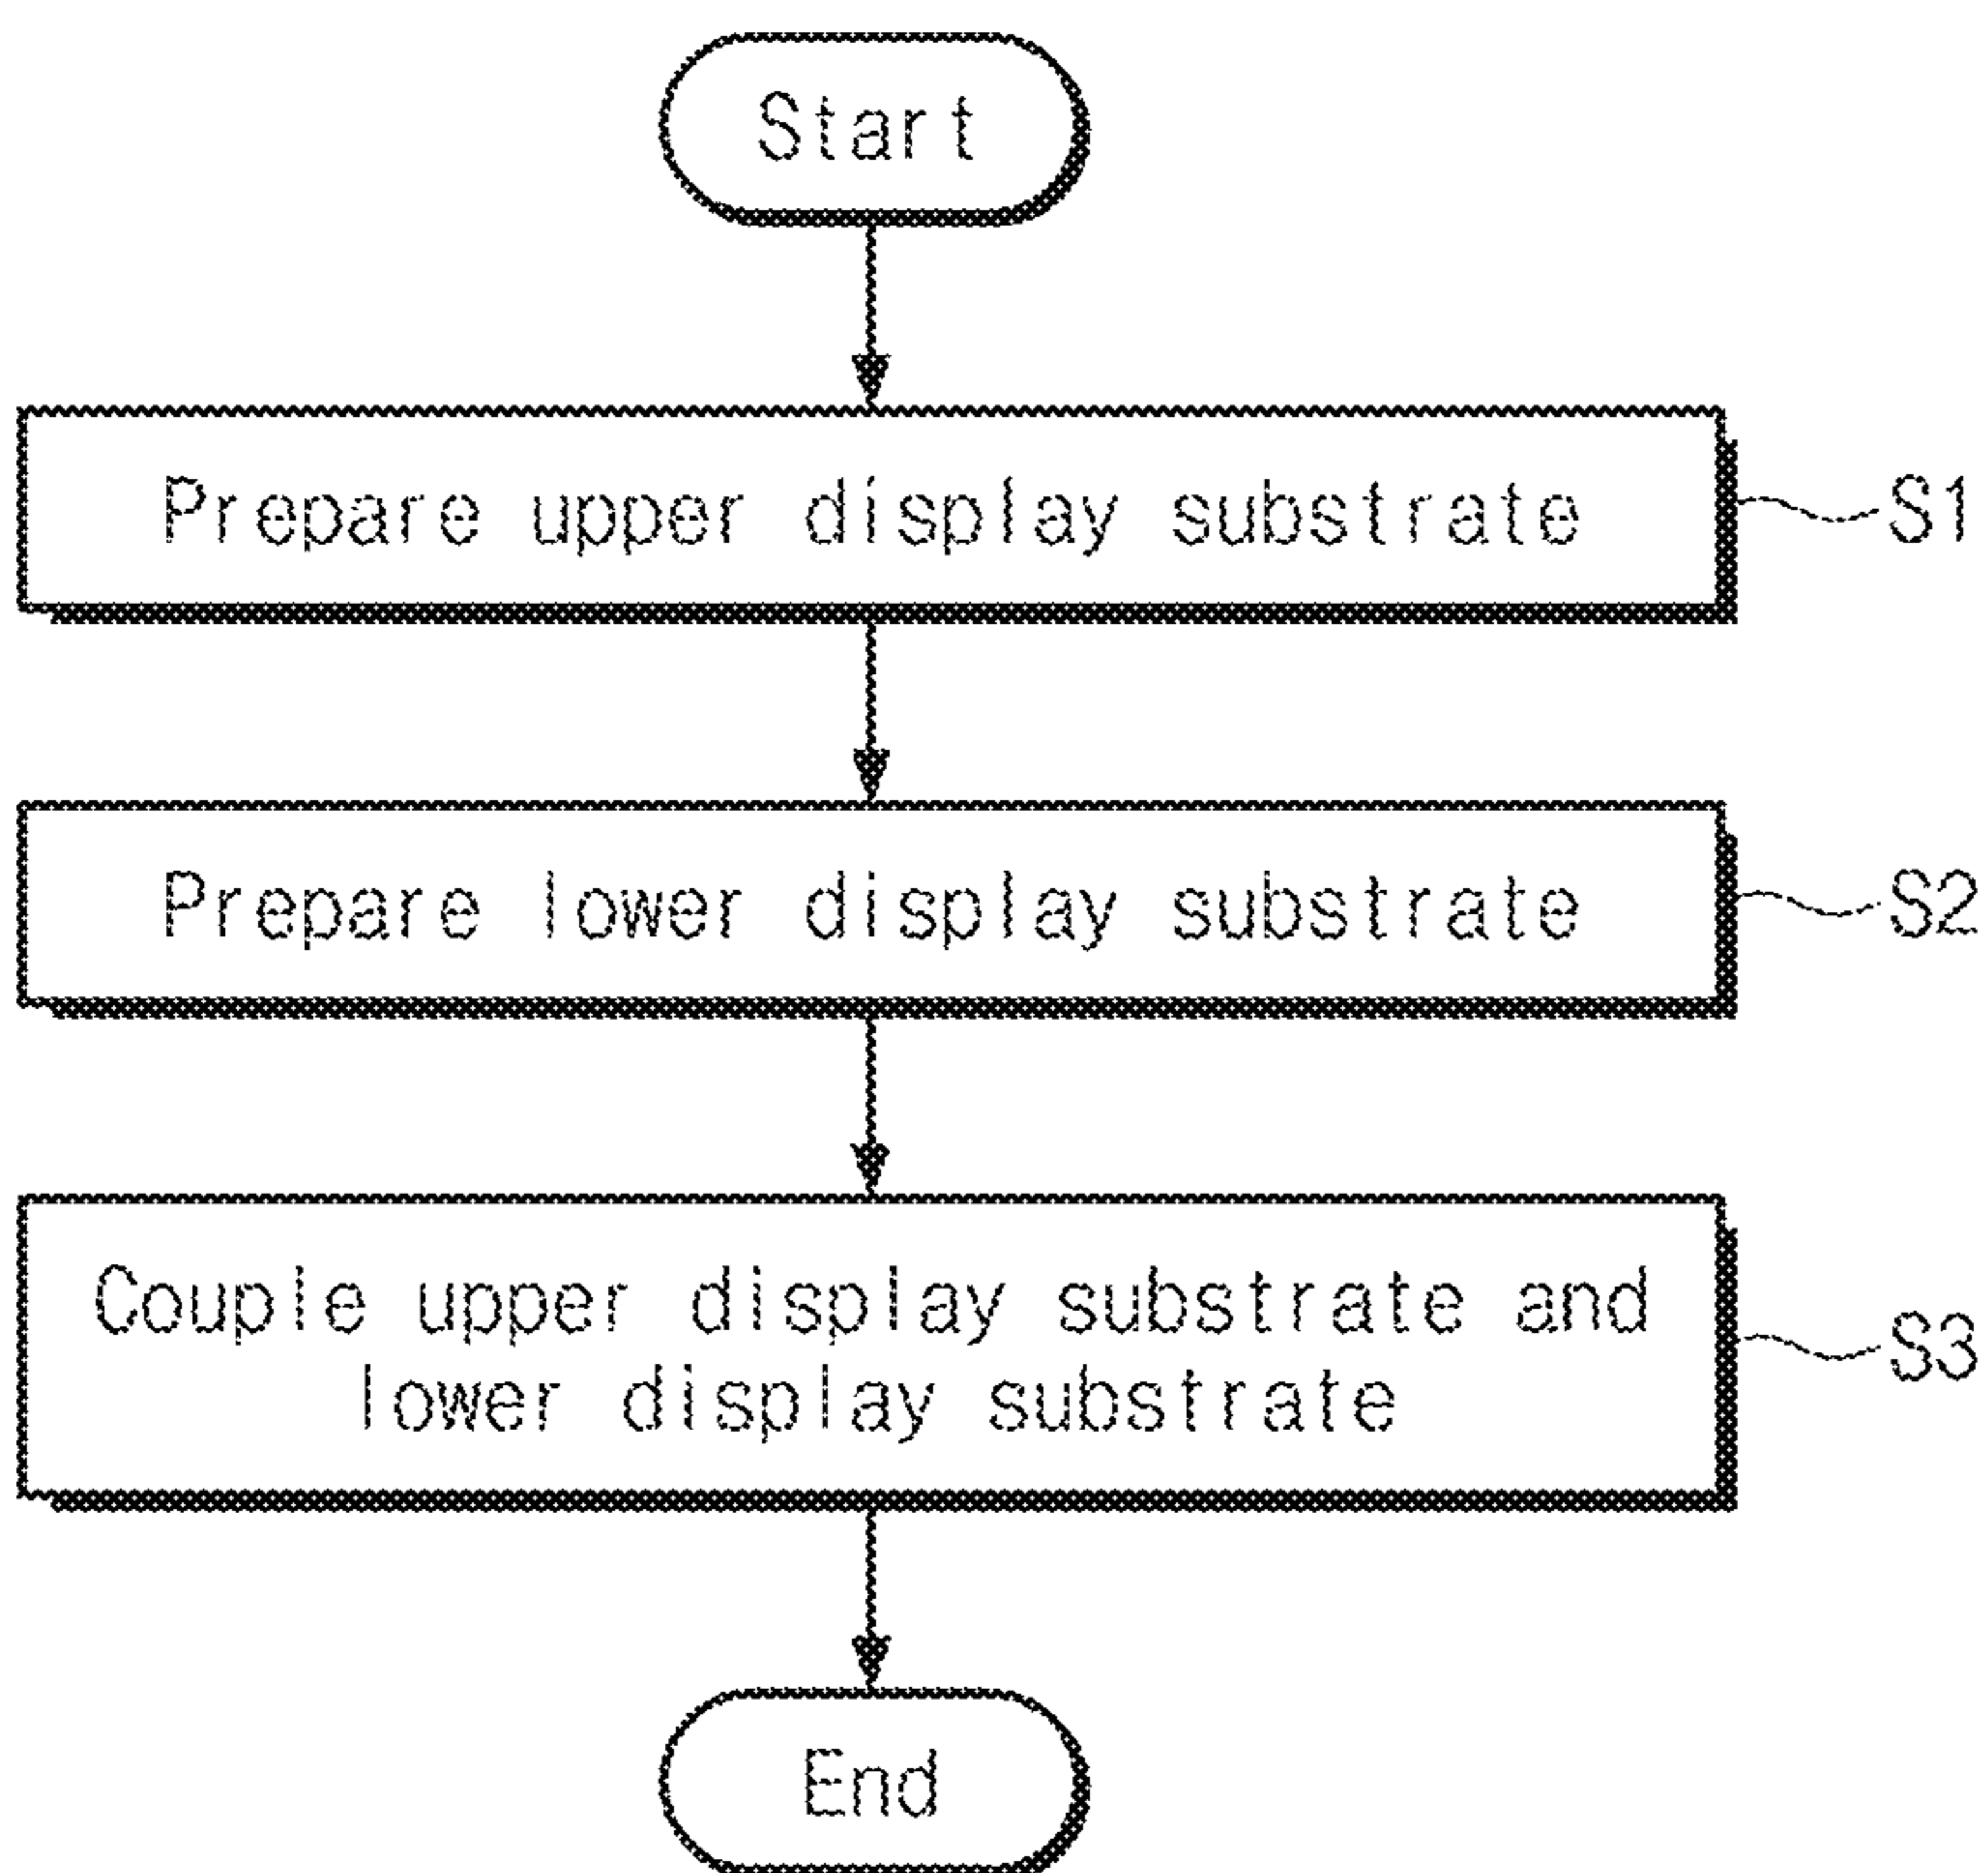 Start
Prepare upper display substrate
S1
Prepare lower display substrate
S2
Couple upper display substrate and
lower display substrate
S3
End